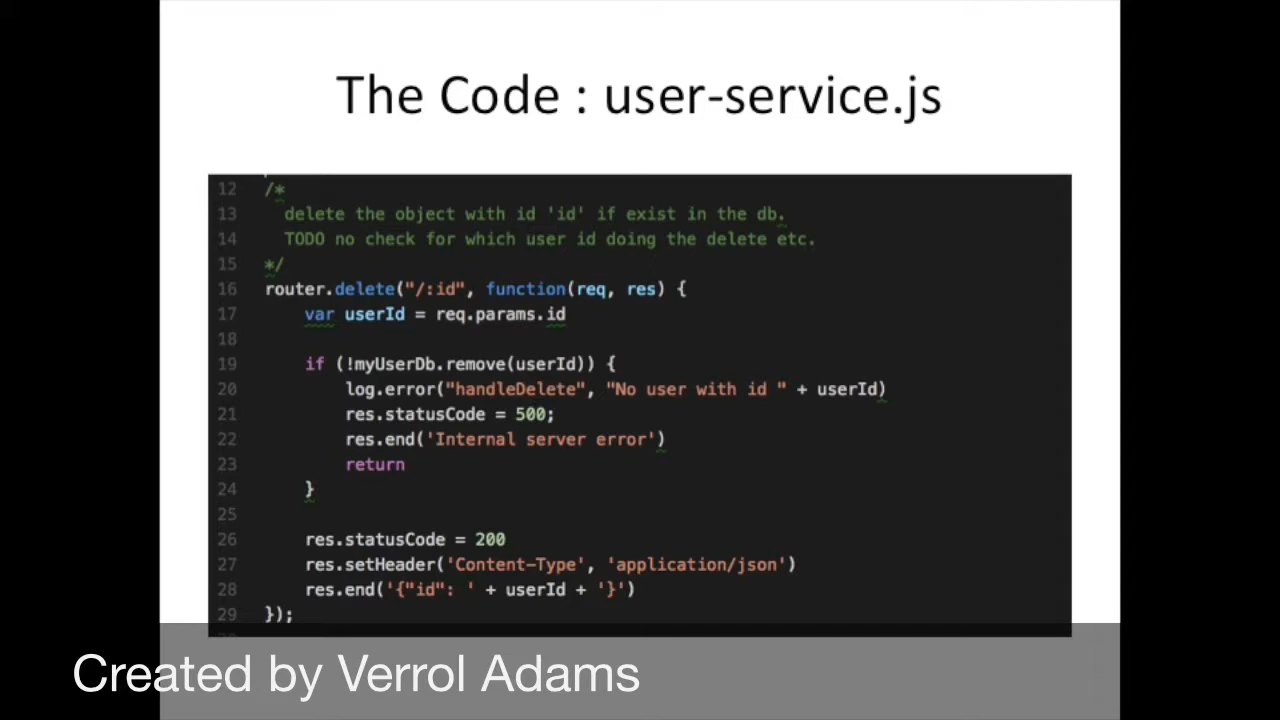 The Code : user-service.js
12 /*
13 delete the object with id 'id' if exist in the db.
14 TODO no check for which user id doing the delete etc.
15 */
16 router.delete("/:id", function(req, res) {
17 var userId = req.params.id
18
19 if (!myUserDb.remove(userId)) {
20 log.error("handleDelete", "No user with id " + userId)
21 res.statusCode = 500;
22 res.end('Internal server error')
23 return
24 }
25
26 res.statusCode = 200
27 res.setHeader('Content-Type', 'application/json')
28 res.end('{"id": ' + userId + '}')
29 });
Created by Verrol Adams